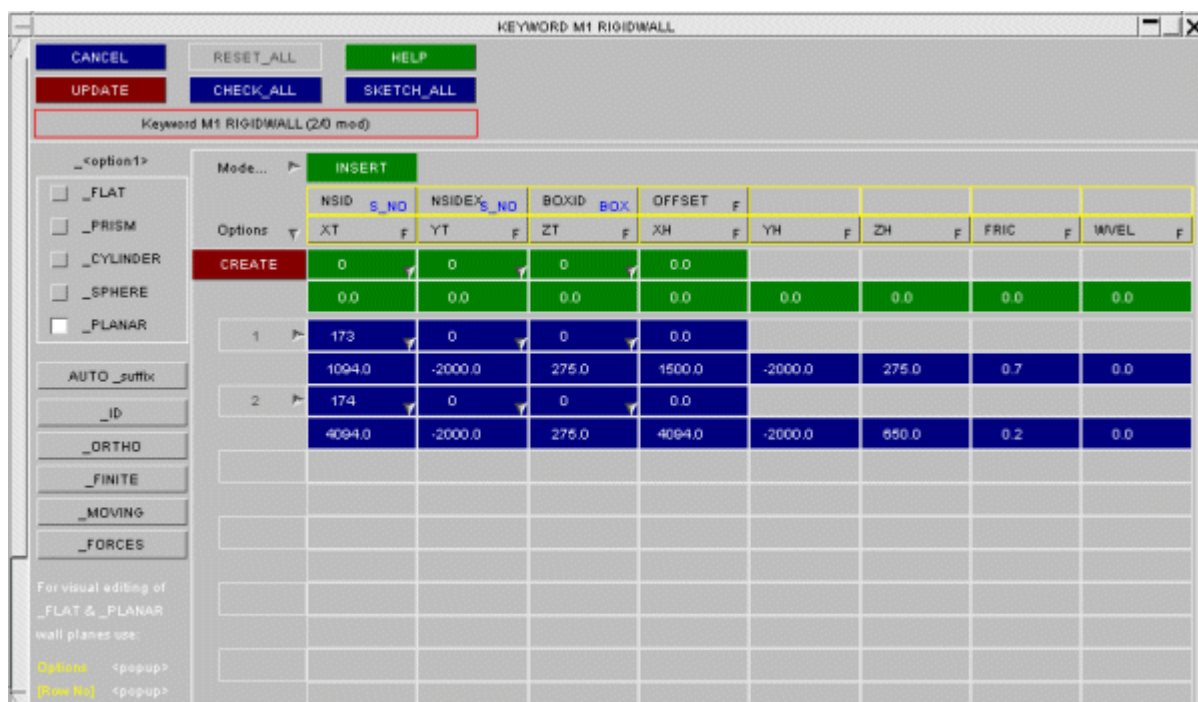 KEYWORD M1 RIGIDWALL
CANCEL RESET_ALL HELP
UPDATE CHECK_ALL SKETCH_ALL
Keyword M1 RIGIDWALL (2/0 mod)
_<option1> Mode... INSERT
_FLAT NSID S_NO NSIDEX S_NO BOXID BOX OFFSET F
_PRISM Options XT F YT F ZT F XH F YH F ZH F FRIC F WVEL F
_CYLINDER CREATE 0 0 0 0.0
_SPHERE 0.0 0.0 0.0 0.0 0.0 0.0 0.0 0.0
_PLANAR 1 173 0 0 0.0
1094.0 -2000.0 275.0 1500.0 -2000.0 275.0 0.7 0.0
AUTO _suffix
_ID 2 174 0 0 0.0
4094.0 -2000.0 275.0 4094.0 -2000.0 650.0 0.2 0.0
_ORTHO
_FINITE
_MOVING
_FORCES
For visual editing of
_FLAT & _PLANAR
wall planes use:
Options <popup>
[Row No] <popup>